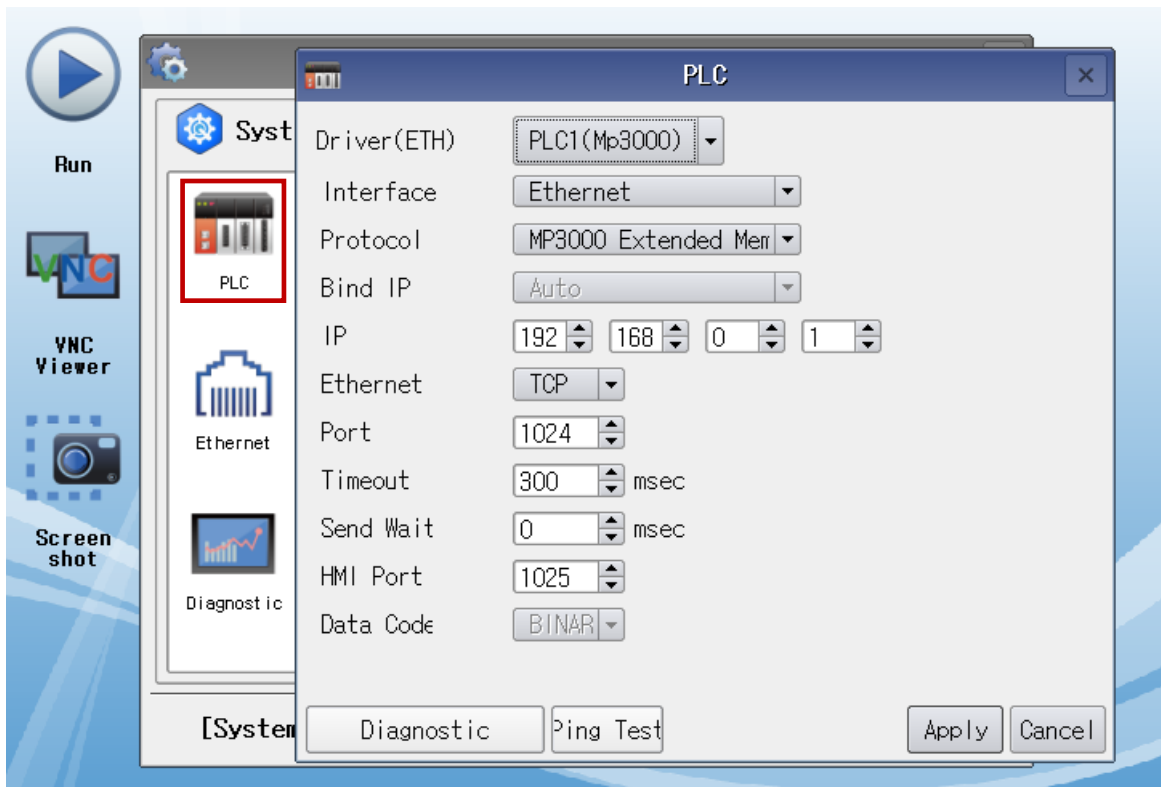 Run
VNC
VNC
Viewer
Screen
shot
Syst
PLC
Ethernet
Diagnostic
[System
PLC
Driver(ETH) PLC1(Mp3000)
Interface Ethernet
Protocol MP3000 Extended Mem
Bind IP Auto
IP 192 168 0 1
Ethernet TCP
Port 1024
Timeout 300 msec
Send Wait 0 msec
HMI Port 1025
Data Code BINAR
Diagnostic Ping Test Apply Cancel